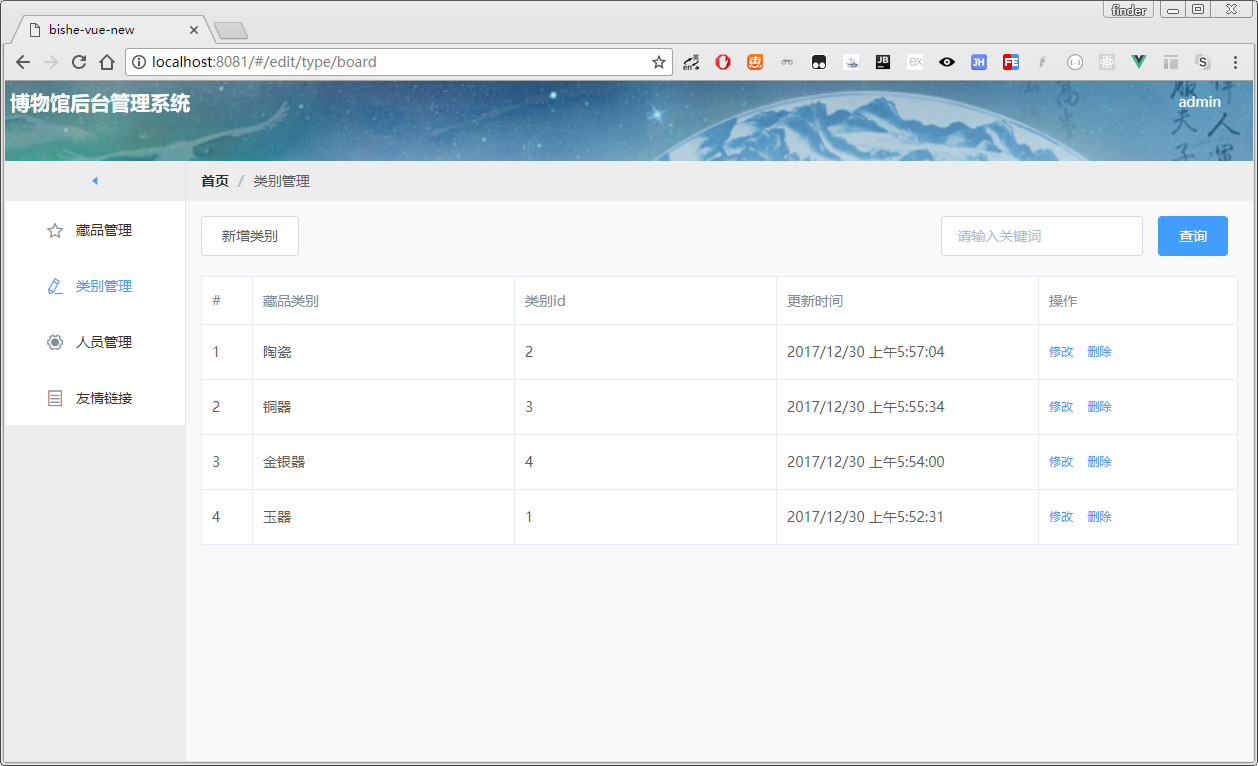 finder
bishe-vue-new
localhost:8081/#/edit/type/board
博物馆后台管理系统
admin
首页 / 类别管理
藏品管理
类别管理
人员管理
友情链接
新增类别
请输入关键词
查询
# 藏品类别 类别id 更新时间 操作
1 陶瓷 2 2017/12/30 上午5:57:04 修改 删除
2 铜器 3 2017/12/30 上午5:55:34 修改 删除
3 金银器 4 2017/12/30 上午5:54:00 修改 删除
4 玉器 1 2017/12/30 上午5:52:31 修改 删除